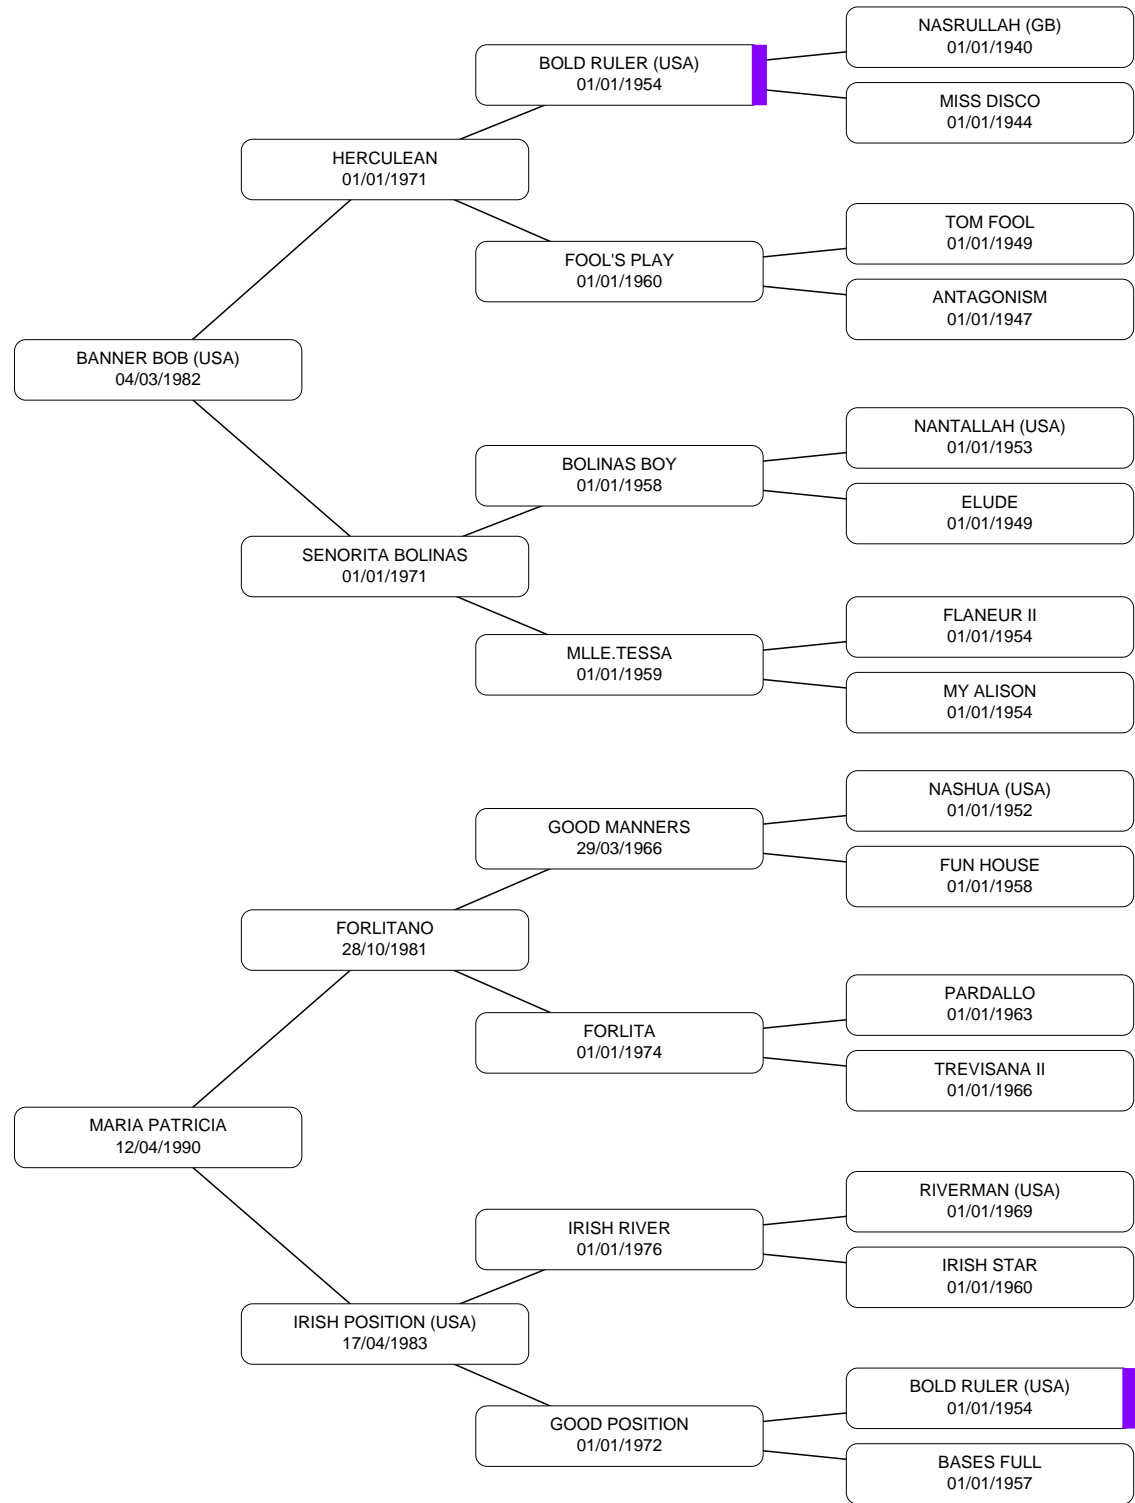 NASRULLAH (GB)
01/01/1940
BOLD RULER (USA)
01/01/1954
MISS DISCO
01/01/1944
HERCULEAN
01/01/1971
TOM FOOL
01/01/1949
FOOL'S PLAY
01/01/1960
ANTAGONISM
01/01/1947
BANNER BOB (USA)
04/03/1982
NANTALLAH (USA)
01/01/1953
BOLINAS BOY
01/01/1958
ELUDE
01/01/1949
SENORITA BOLINAS
01/01/1971
FLANEUR II
01/01/1954
MLLE.TESSA
01/01/1959
MY ALISON
01/01/1954
NASHUA (USA)
01/01/1952
GOOD MANNERS
29/03/1966
FUN HOUSE
01/01/1958
FORLITANO
28/10/1981
PARDALLO
01/01/1963
FORLITA
01/01/1974
TREVISANA II
01/01/1966
MARIA PATRICIA
12/04/1990
RIVERMAN (USA)
01/01/1969
IRISH RIVER
01/01/1976
IRISH STAR
01/01/1960
IRISH POSITION (USA)
17/04/1983
BOLD RULER (USA)
01/01/1954
GOOD POSITION
01/01/1972
BASES FULL
01/01/1957